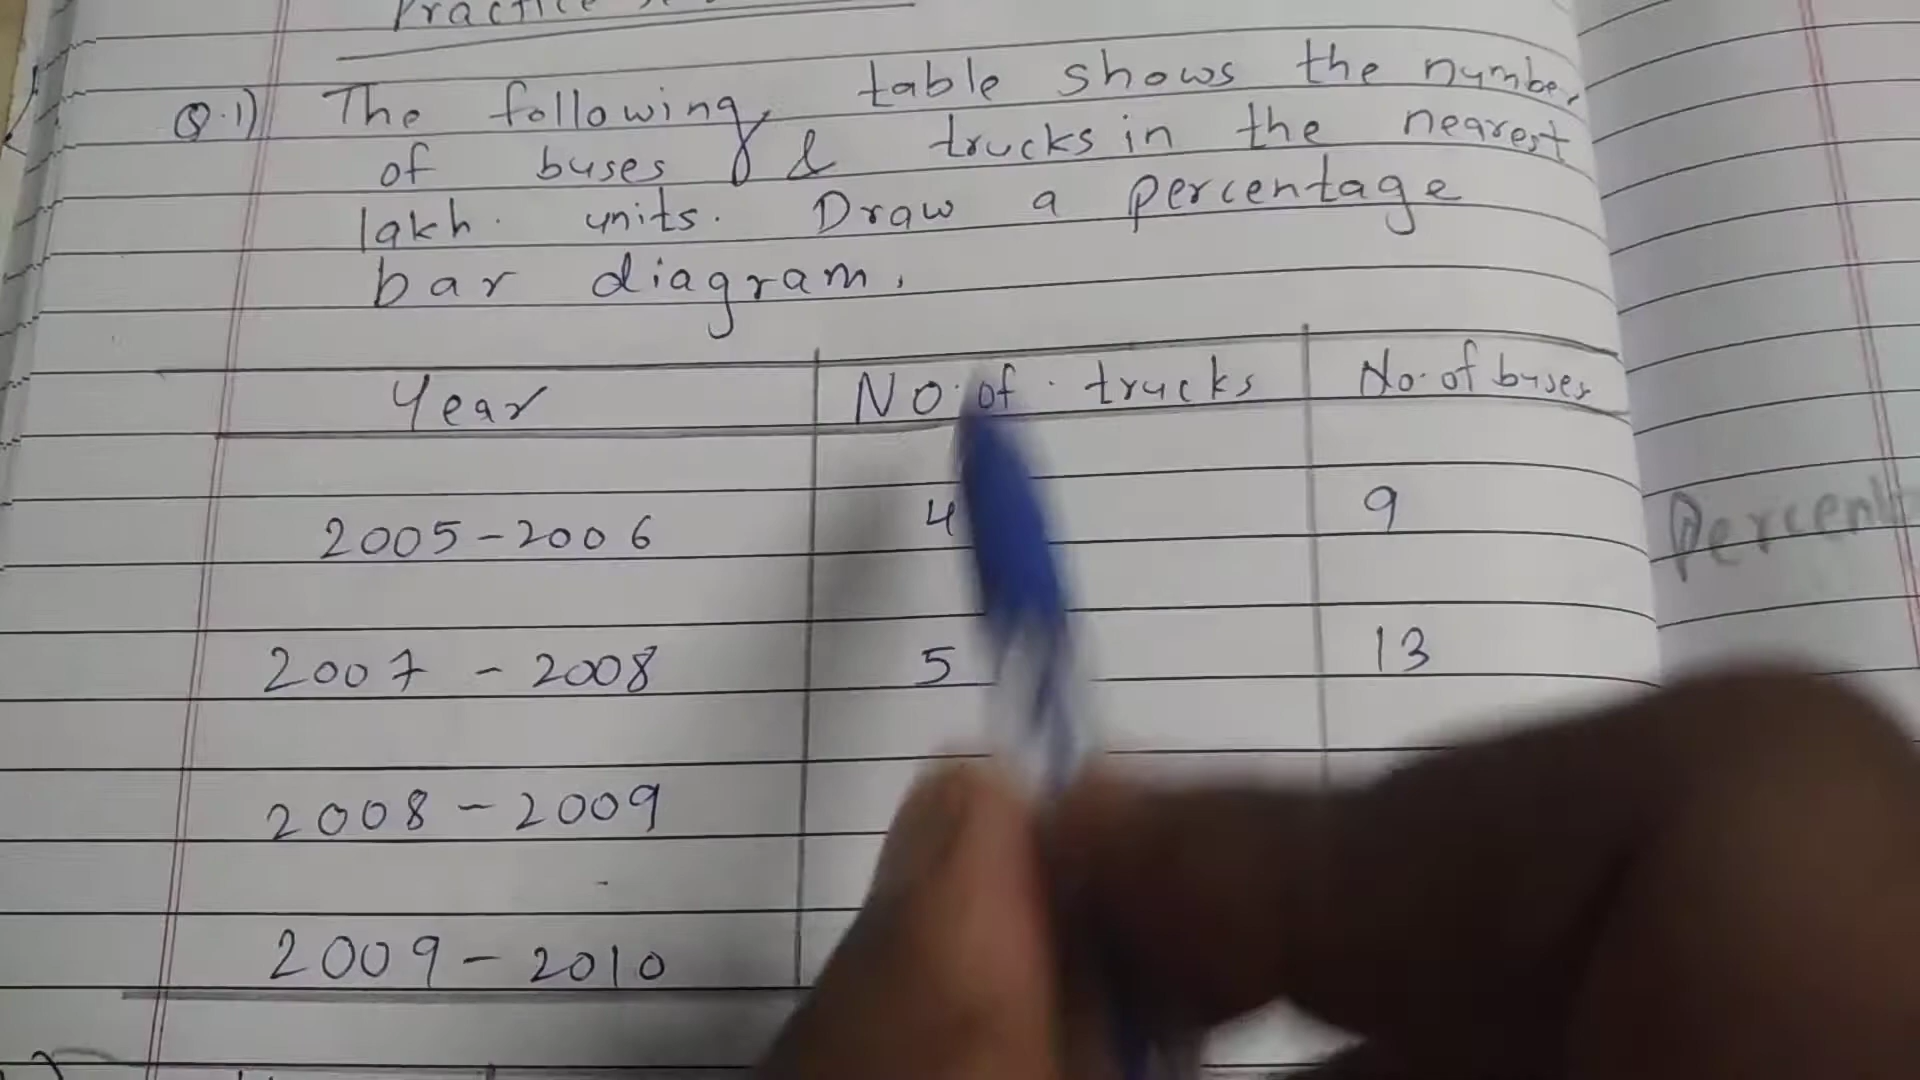 Practice
Q.1) The following table shows the number
of buses & trucks in the nearest
lakh. units. Draw a percentage
bar diagram.
Year No. of. trucks No. of buses
2005-2006 4 9
2007 - 2008 5 13
2008 - 2009
2009 - 2010